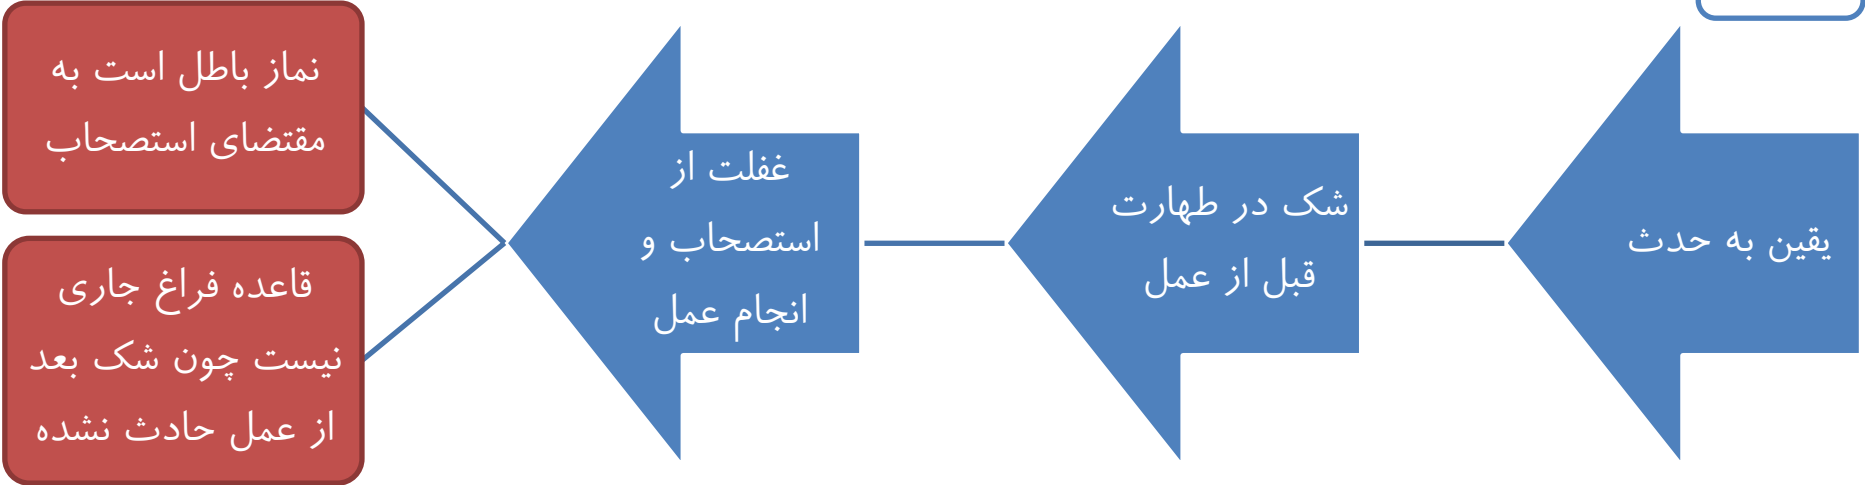 یقین به حدث
شک در طهارت
قبل از عمل
غفلت از
استصحاب و
انجام عمل
نماز باطل است به
مقتضای استصحاب
قاعده فراغ جاری
نیست چون شک بعد
از عمل حادث نشده